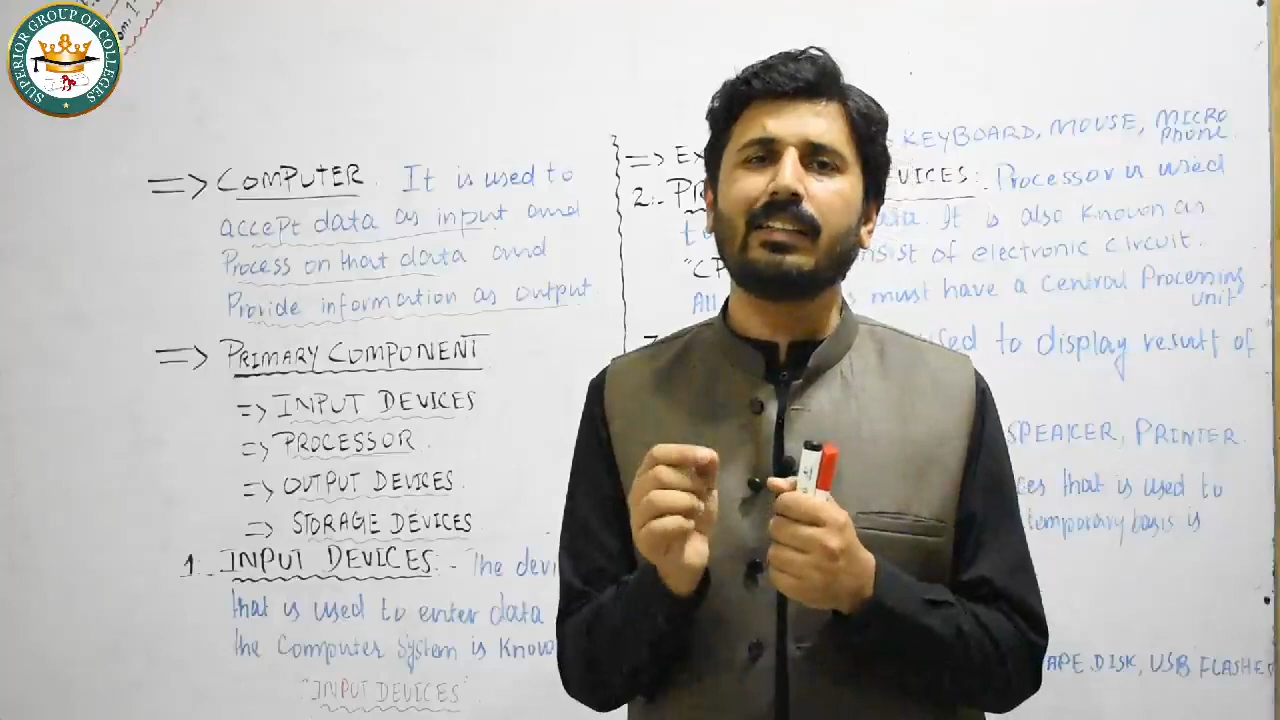 SUPERIOR GROUP OF COLLEGES
=> COMPUTER. It is used to
accept data as input and
Process on that data and
Provide information as output
=> PRIMARY COMPONENT
=> INPUT DEVICES
=> PROCESSOR.
=> OUTPUT DEVICES.
=> STORAGE DEVICES
1:- INPUT DEVICES:- The devi
that is used to enter data
the Computer system is Know
"INPUT DEVICES"
=> Ex KEYBOARD, MOUSE, MICRO
Phone.
2:- PR VICES:- Processor is used
ata. It is also known as
"CP nsist of electronic circuit.
All must have a Central Processing
unit
used to display result of
SPEAKER, PRINTER.
ces that is used to
temporary basis is
APE DISK, USB FLASHE